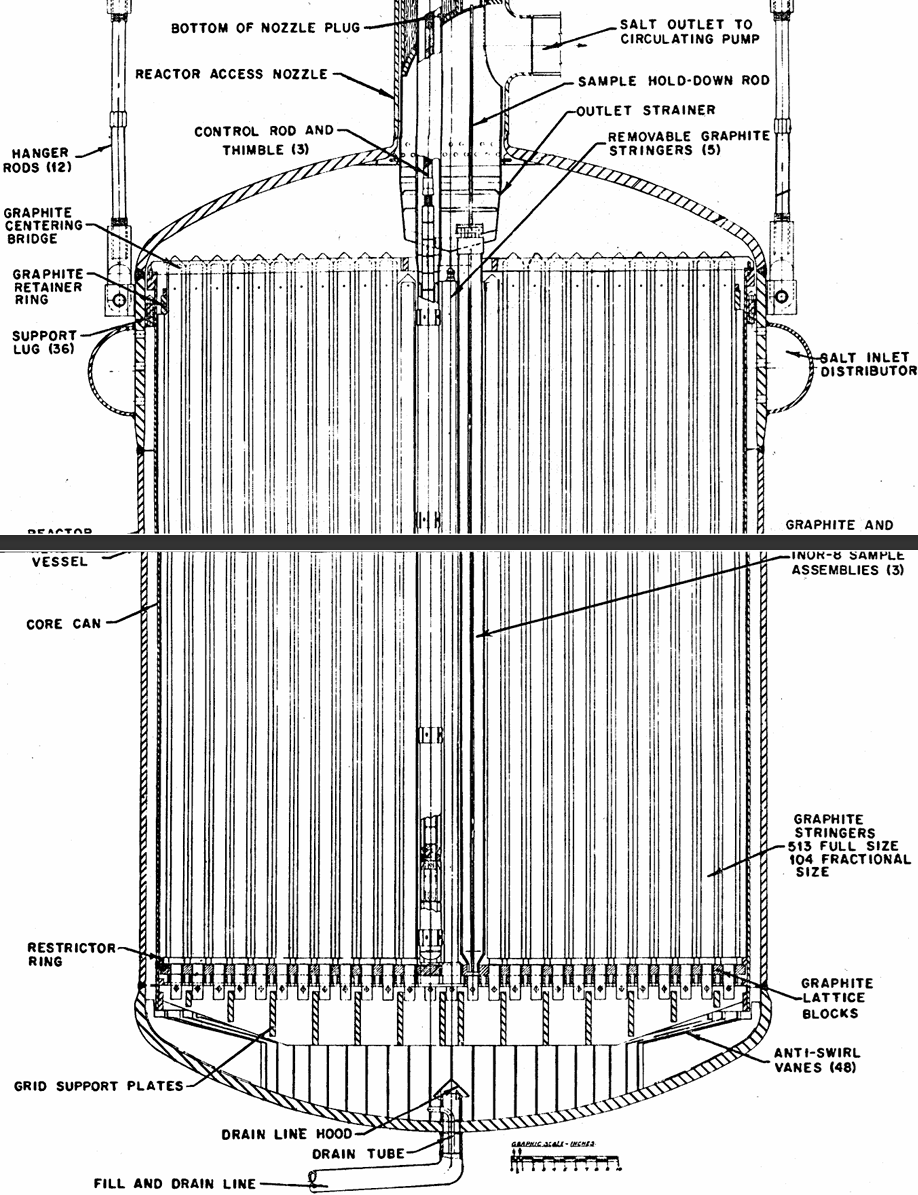 BOTTOM OF NOZZLE PLUG
SALT OUTLET TO
CIRCULATING PUMP
REACTOR ACCESS NOZZLE
SAMPLE HOLD-DOWN ROD
OUTLET STRAINER
CONTROL ROD AND
THIMBLE (3)
REMOVABLE GRAPHITE
STRINGERS (5)
HANGER
RODS (12)
GRAPHITE
CENTERING
BRIDGE
GRAPHITE
RETAINER
RING
SUPPORT
LUG (36)
SALT INLET
DISTRIBUTOR
REACTOR
VESSEL
GRAPHITE AND
INOR-8 SAMPLE
ASSEMBLIES (3)
CORE CAN
GRAPHITE
STRINGERS
513 FULL SIZE
104 FRACTIONAL
SIZE
RESTRICTOR
RING
GRAPHITE
LATTICE
BLOCKS
ANTI-SWIRL
VANES (48)
GRID SUPPORT PLATES
DRAIN LINE HOOD
DRAIN TUBE
GRAPHIC SCALE - INCHES
FILL AND DRAIN LINE